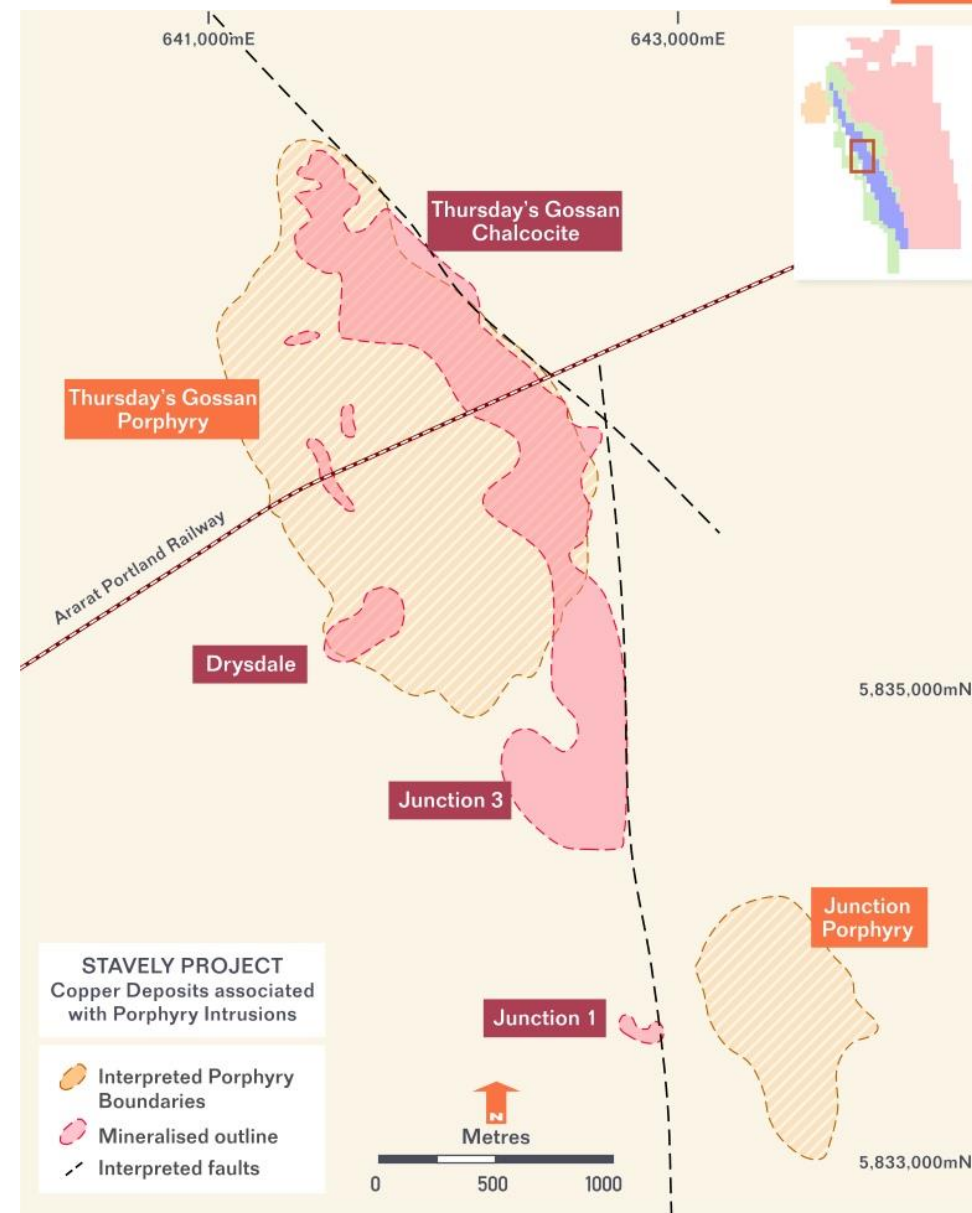 641,000mE
643,000mE
Thursday's Gossan
Chalcocite
Thursday's Gossan
Porphyry
Ararat Portland Railway
Drysdale
5,835,000mN
Junction 3
Junction
Porphyry
STAVELY PROJECT
Copper Deposits associated
with Porphyry Intrusions
Junction 1
Interpreted Porphyry
Boundaries
Mineralised outline
Interpreted faults
N
Metres
0 500 1000
5,833,000mN